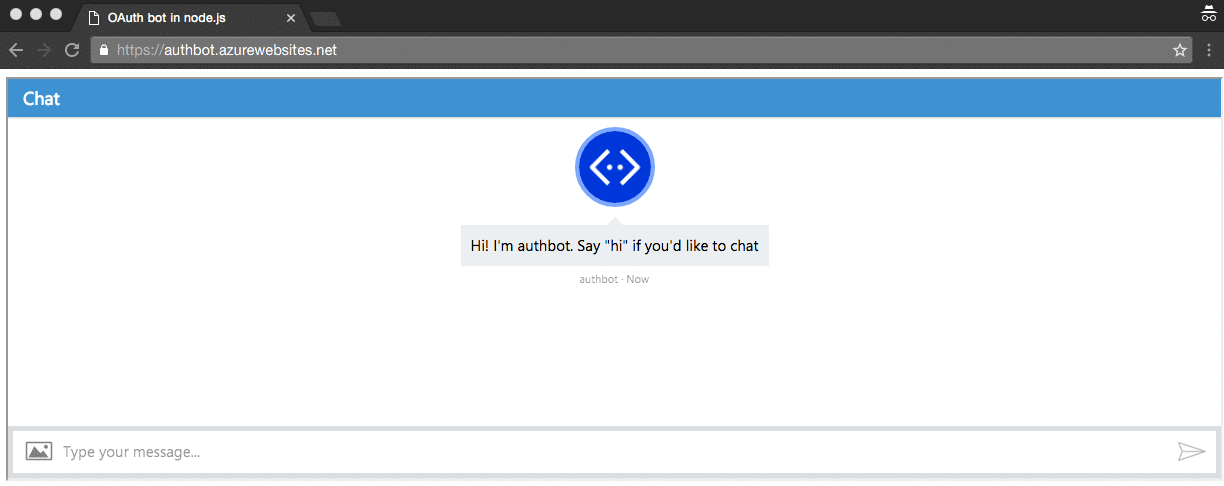 OAuth bot in node.js
https://authbot.azurewebsites.net
Chat
Hi! I'm authbot. Say "hi" if you'd like to chat
authbot · Now
Type your message...